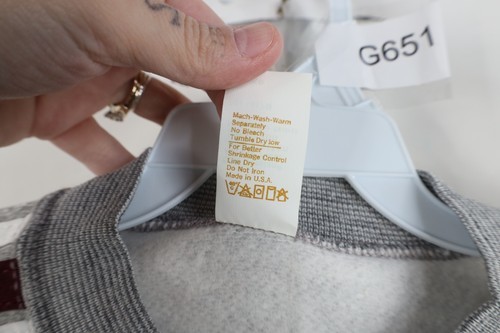 G651
Mach-Wash-Warm
Separately
No Bleach
Tumble Dry low
For Better
Shrinkage Control
Line Dry
Do Not Iron
Made in U.S.A.